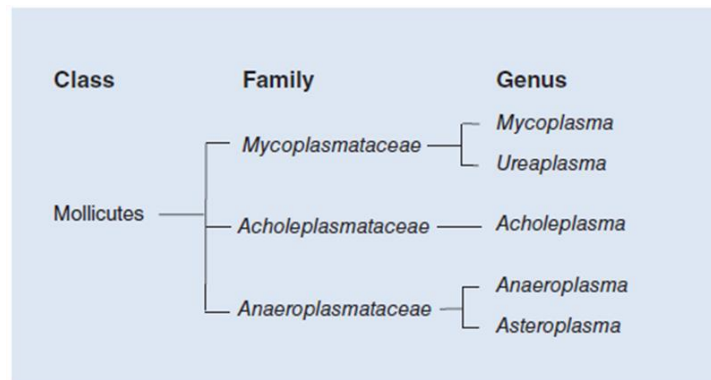 Class Family Genus
Mycoplasma
Mycoplasmataceae
Ureaplasma
Mollicutes
Acholeplasmataceae Acholeplasma
Anaeroplasma
Anaeroplasmataceae
Asteroplasma